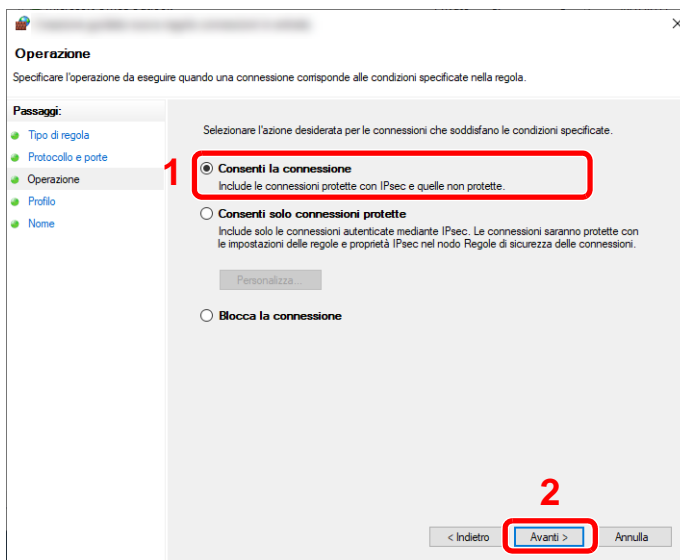 Operazione
Specificare l'operazione da eseguire quando una connessione corrisponde alle condizioni specificate nella regola.
Passaggi:
Tipo di regola
Protocollo e porte
Operazione
Profilo
Nome
Selezionare l'azione desiderata per le connessioni che soddisfano le condizioni specificate.
1
Consenti la connessione
Include le connessioni protette con IPsec e quelle non protette.
Consenti solo connessioni protette
Include solo le connessioni autenticate mediante IPsec. Le connessioni saranno protette con
le impostazioni delle regole e proprietà IPsec nel nodo Regole di sicurezza delle connessioni.
Personalizza...
Blocca la connessione
2
< Indietro
Avanti >
Annulla